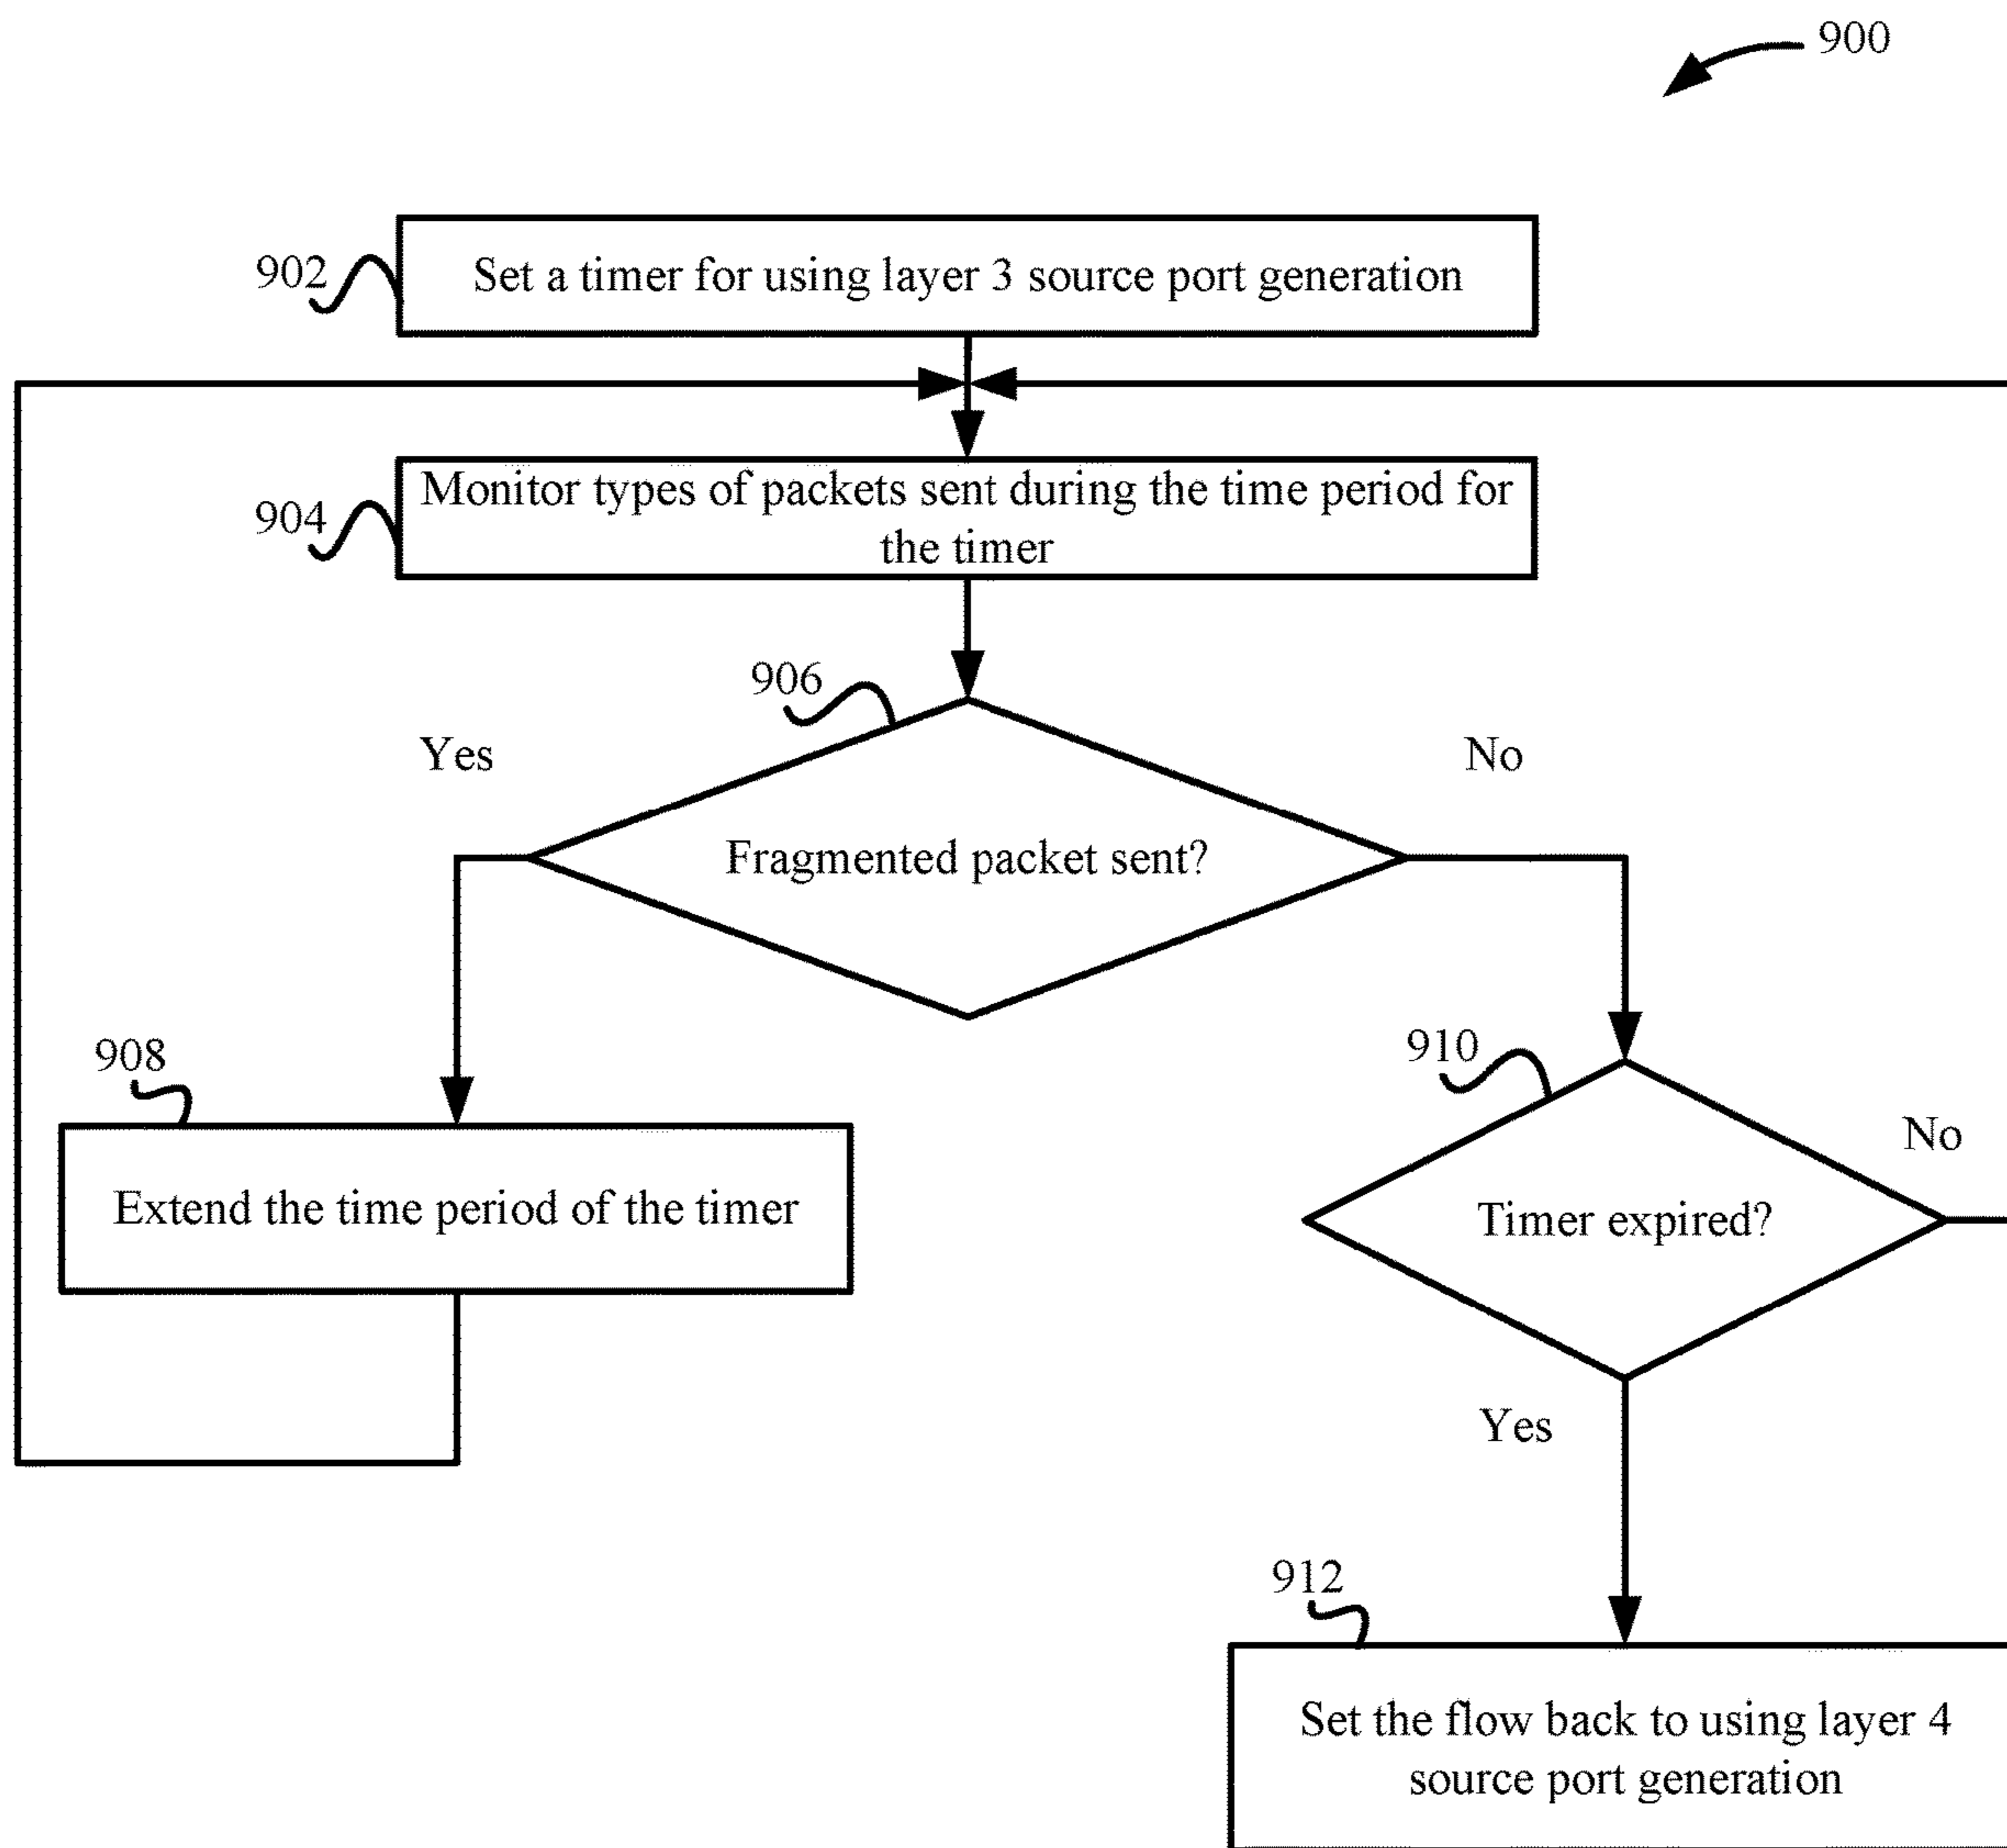 900
902
Set a timer for using layer 3 source port generation
904
Monitor types of packets sent during the time period for
the timer
906
Yes
No
Fragmented packet sent?
908
Extend the time period of the timer
910
No
Timer expired?
Yes
912
Set the flow back to using layer 4
source port generation